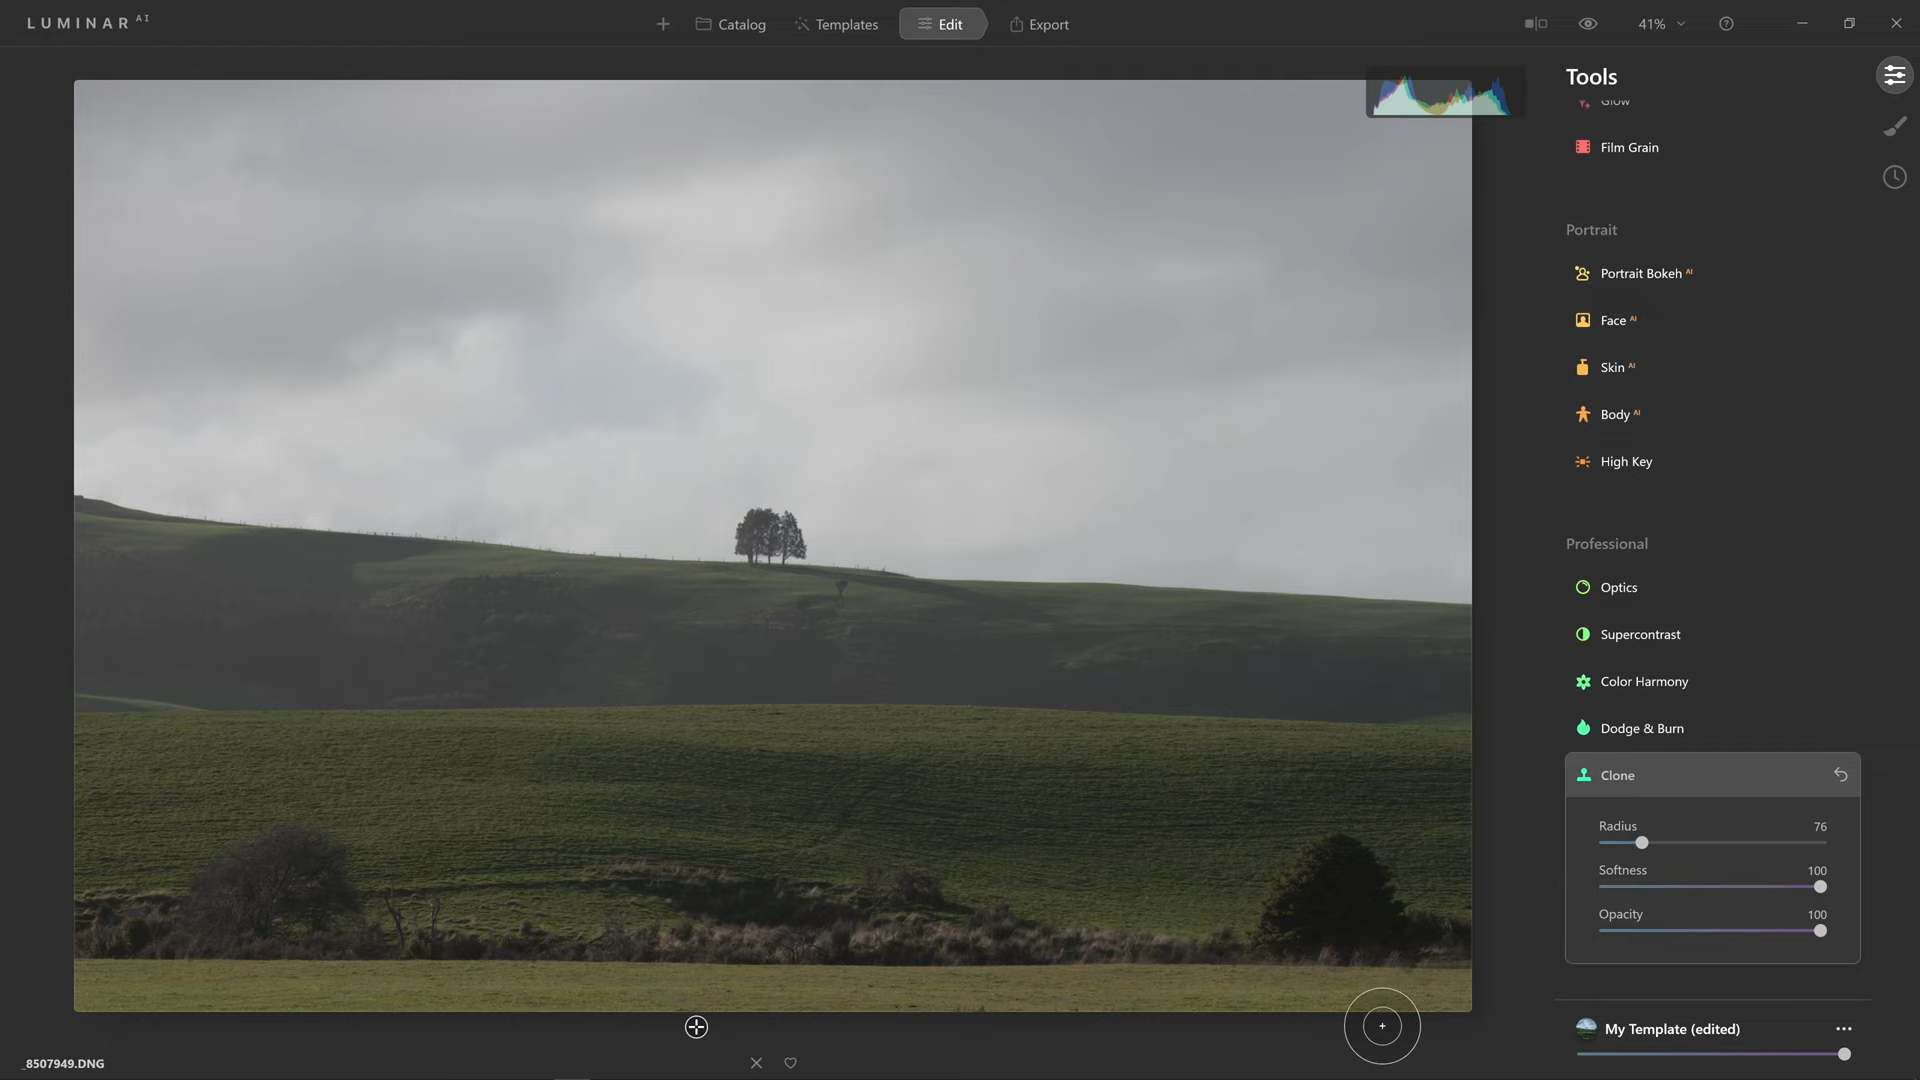 LUMINAR AI
Catalog
Templates
Edit
Export
41%
Tools
Glow
Film Grain
Portrait
Portrait Bokeh AI
Face AI
Skin AI
Body AI
High Key
Professional
Optics
Supercontrast
Color Harmony
Dodge & Burn
Clone
Radius 76
Softness 100
Opacity 100
My Template (edited)
_8507949.DNG